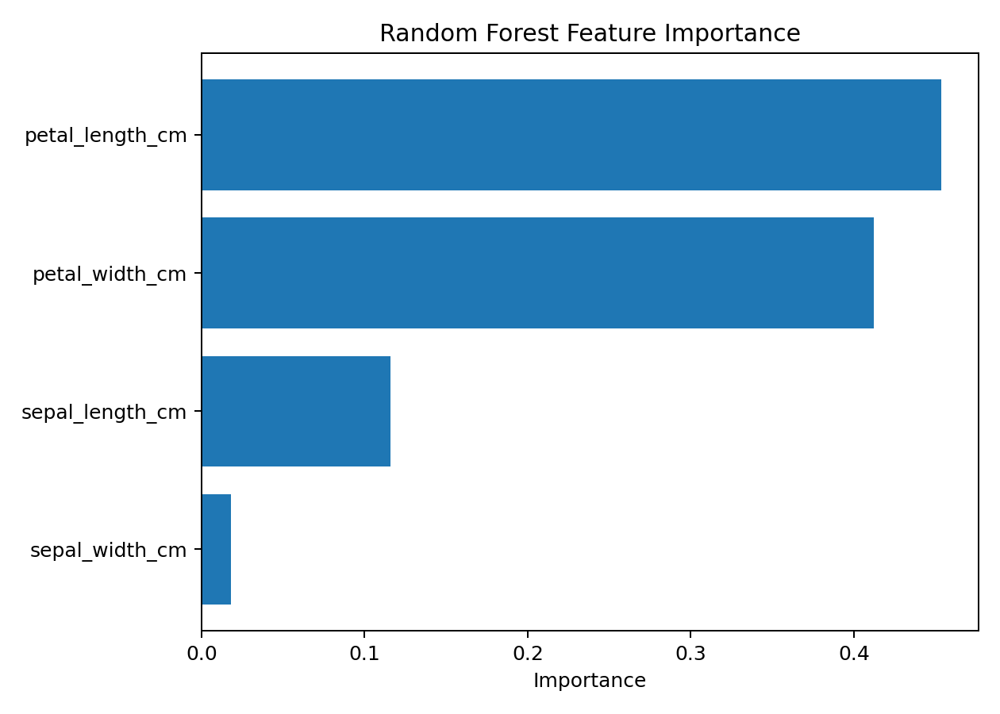 Random Forest Feature Importance
petal_length_cm
petal_width_cm
sepal_length_cm
sepal_width_cm
0.0 0.1 0.2 0.3 0.4
Importance